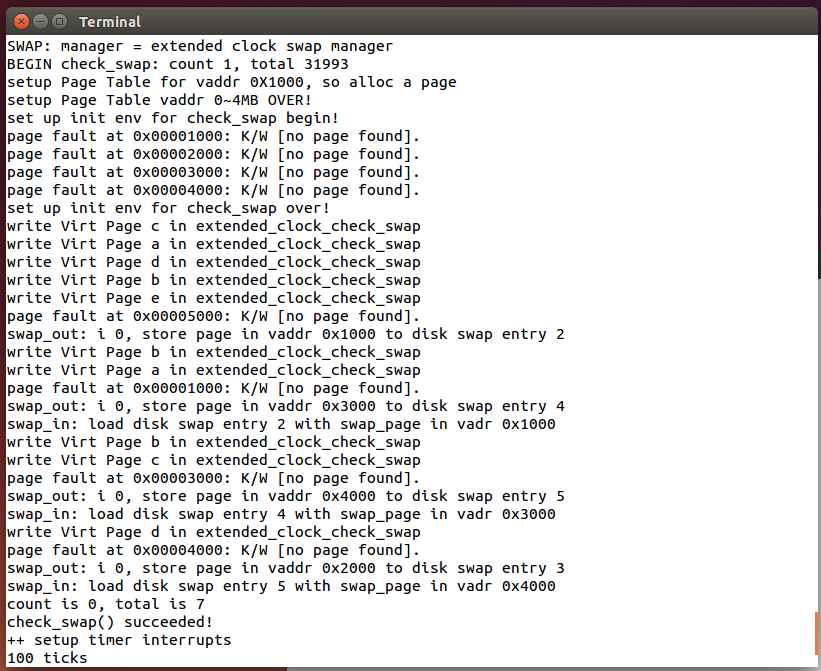 Terminal
SWAP: manager = extended clock swap manager
BEGIN check_swap: count 1, total 31993
setup Page Table for vaddr 0X1000, so alloc a page
setup Page Table vaddr 0~4MB OVER!
set up init env for check_swap begin!
page fault at 0x00001000: K/W [no page found].
page fault at 0x00002000: K/W [no page found].
page fault at 0x00003000: K/W [no page found].
page fault at 0x00004000: K/W [no page found].
set up init env for check_swap over!
write Virt Page c in extended_clock_check_swap
write Virt Page a in extended_clock_check_swap
write Virt Page d in extended_clock_check_swap
write Virt Page b in extended_clock_check_swap
write Virt Page e in extended_clock_check_swap
page fault at 0x00005000: K/W [no page found].
swap_out: i 0, store page in vaddr 0x1000 to disk swap entry 2
write Virt Page b in extended_clock_check_swap
write Virt Page a in extended_clock_check_swap
page fault at 0x00001000: K/W [no page found].
swap_out: i 0, store page in vaddr 0x3000 to disk swap entry 4
swap_in: load disk swap entry 2 with swap_page in vadr 0x1000
write Virt Page b in extended_clock_check_swap
write Virt Page c in extended_clock_check_swap
page fault at 0x00003000: K/W [no page found].
swap_out: i 0, store page in vaddr 0x4000 to disk swap entry 5
swap_in: load disk swap entry 4 with swap_page in vadr 0x3000
write Virt Page d in extended_clock_check_swap
page fault at 0x00004000: K/W [no page found].
swap_out: i 0, store page in vaddr 0x2000 to disk swap entry 3
swap_in: load disk swap entry 5 with swap_page in vadr 0x4000
count is 0, total is 7
check_swap() succeeded!
++ setup timer interrupts
100 ticks